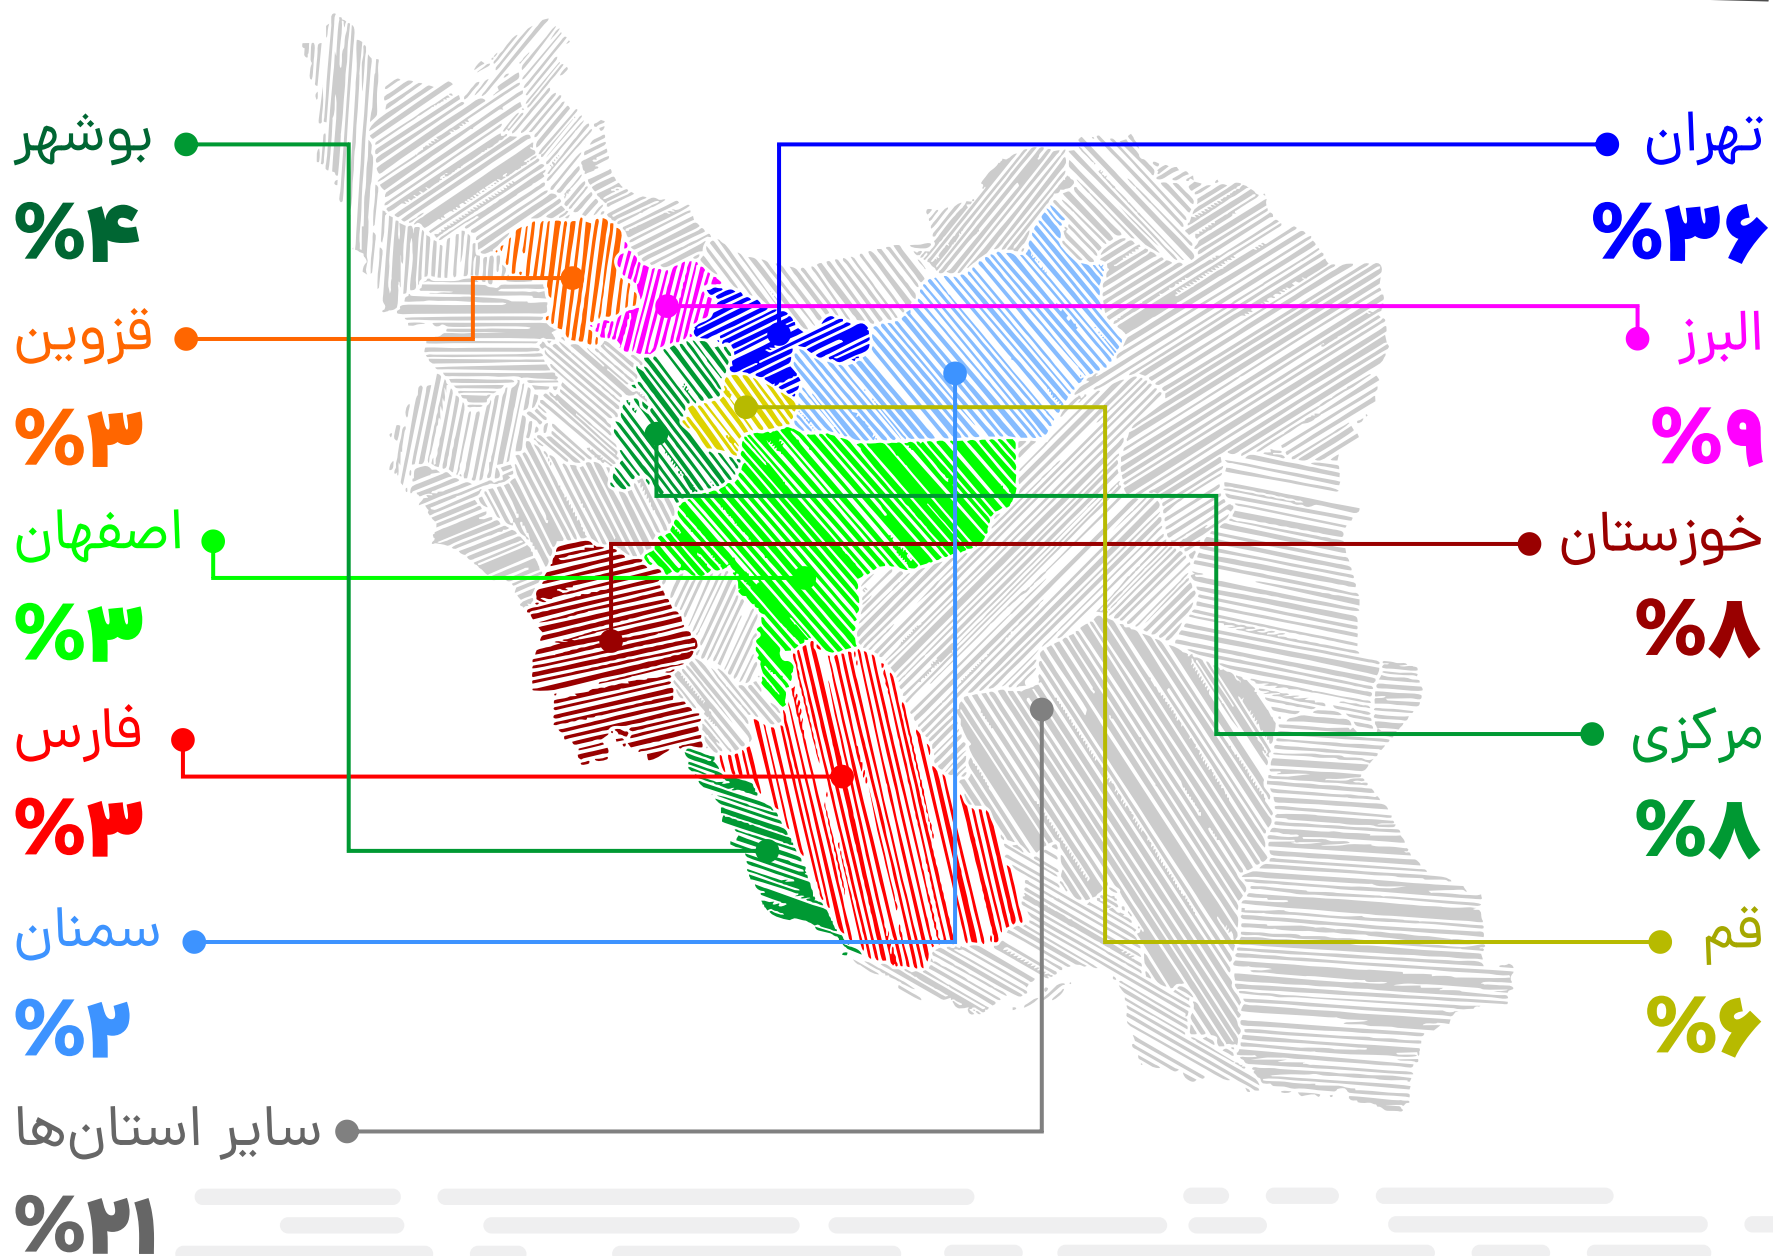 تهران
%۳۶
البرز
%۹
خوزستان
%۸
مرکزی
%۸
قم
%۶
بوشهر
%۴
قزوین
%۳
اصفهان
%۳
فارس
%۳
سمنان
%۲
سایر استان‌ها
%۲۱